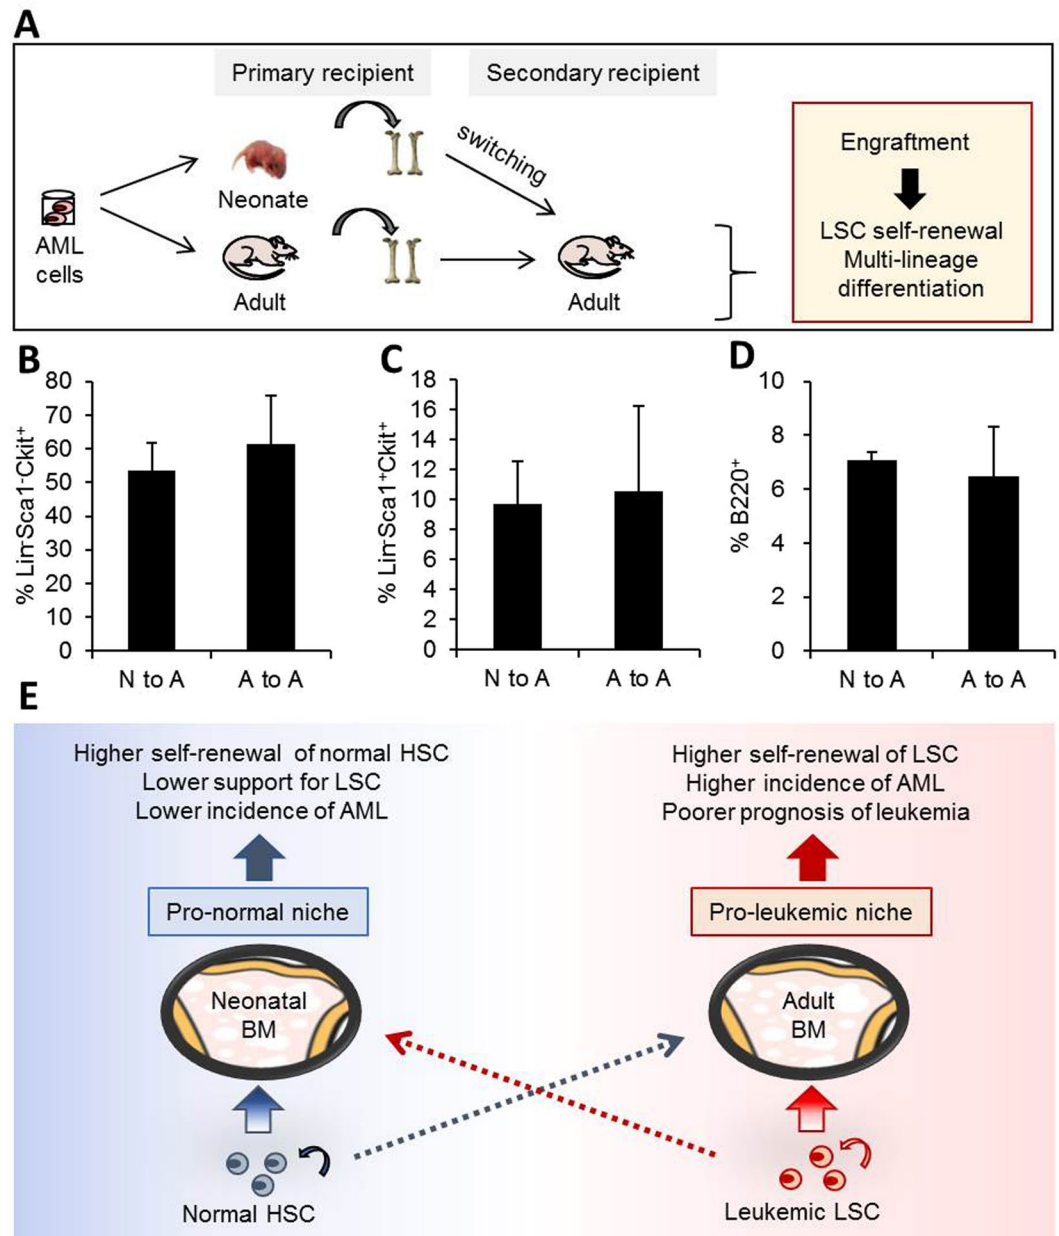 A
Primary recipient
Secondary recipient
switching
Engraftment
Neonate
LSC self-renewal
Multi-lineage
differentiation
AML
cells
Adult
Adult
B
% Lin-Sca1-Ckit+
80
70
60
50
40
30
20
10
0
N to A
A to A
C
% Lin-Sca1+Ckit+
18
16
14
12
10
8
6
4
2
0
N to A
A to A
D
% B220+
10
8
6
4
2
0
N to A
A to A
E
Higher self-renewal of normal HSC
Lower support for LSC
Lower incidence of AML
Higher self-renewal of LSC
Higher incidence of AML
Poorer prognosis of leukemia
Pro-normal niche
Pro-leukemic niche
Neonatal
BM
Adult
BM
Normal HSC
Leukemic LSC